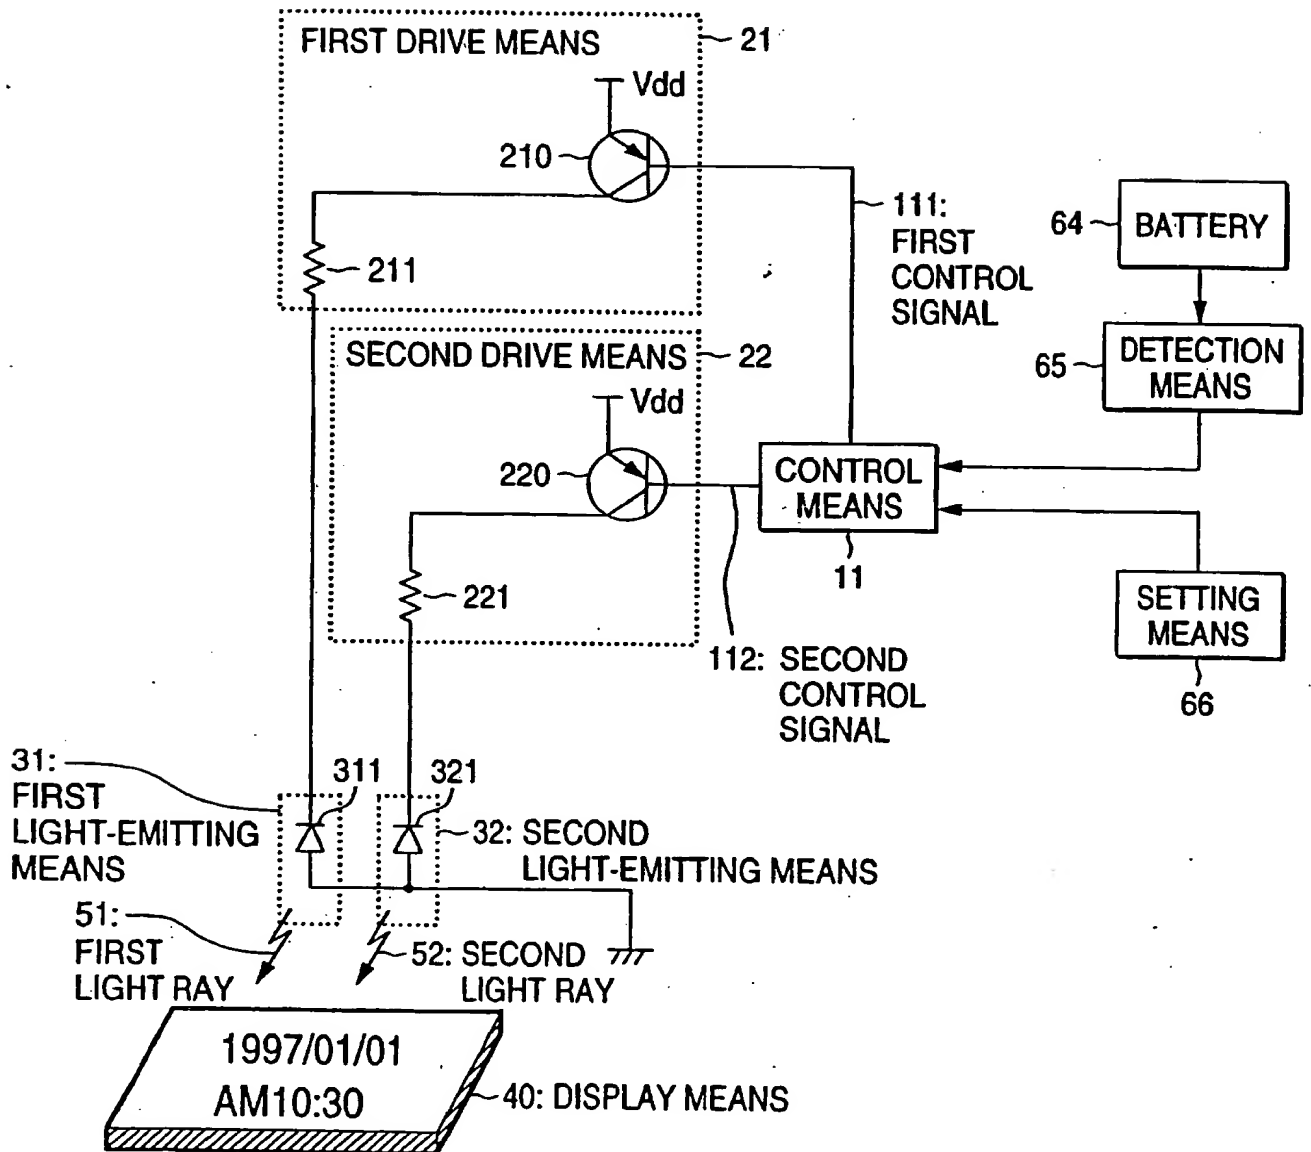 FIRST DRIVE MEANS
21
Vdd
210
211
111:
FIRST
CONTROL
SIGNAL
64
BATTERY
65
DETECTION
MEANS
SECOND DRIVE MEANS
22
Vdd
220
221
CONTROL
MEANS
11
SETTING
MEANS
66
112: SECOND
CONTROL
SIGNAL
31:
FIRST
LIGHT-EMITTING
MEANS
311
321
32: SECOND
LIGHT-EMITTING MEANS
51:
FIRST
LIGHT RAY
52: SECOND
LIGHT RAY
1997/01/01
AM10:30
40: DISPLAY MEANS